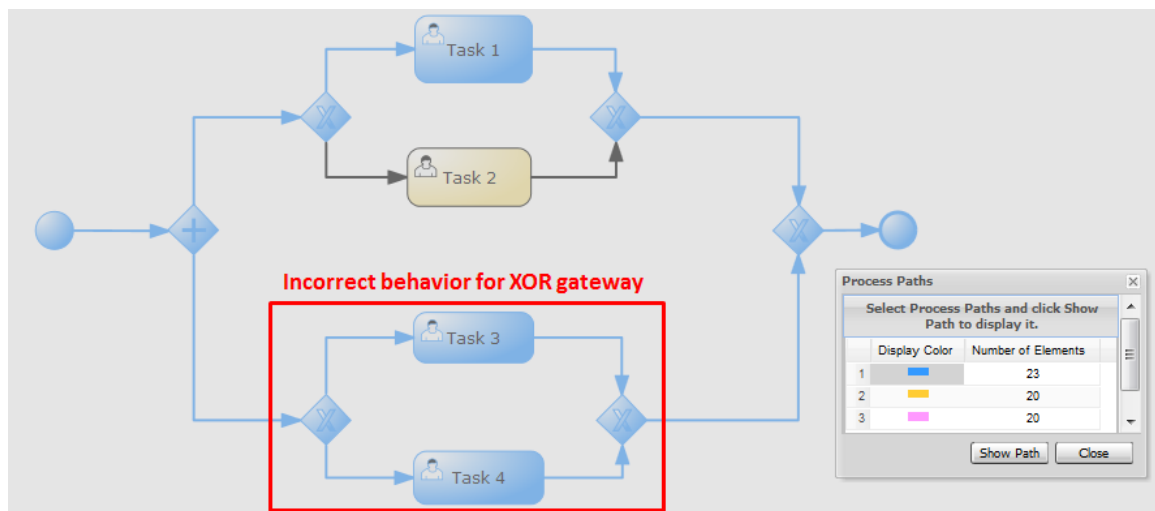 Task 1
Task 2
Incorrect behavior for XOR gateway
Task 3
Task 4
Process Paths
Select Process Paths and click Show
Path to display it.
Display Color Number of Elements
1 23
2 20
3 20
Show Path Close